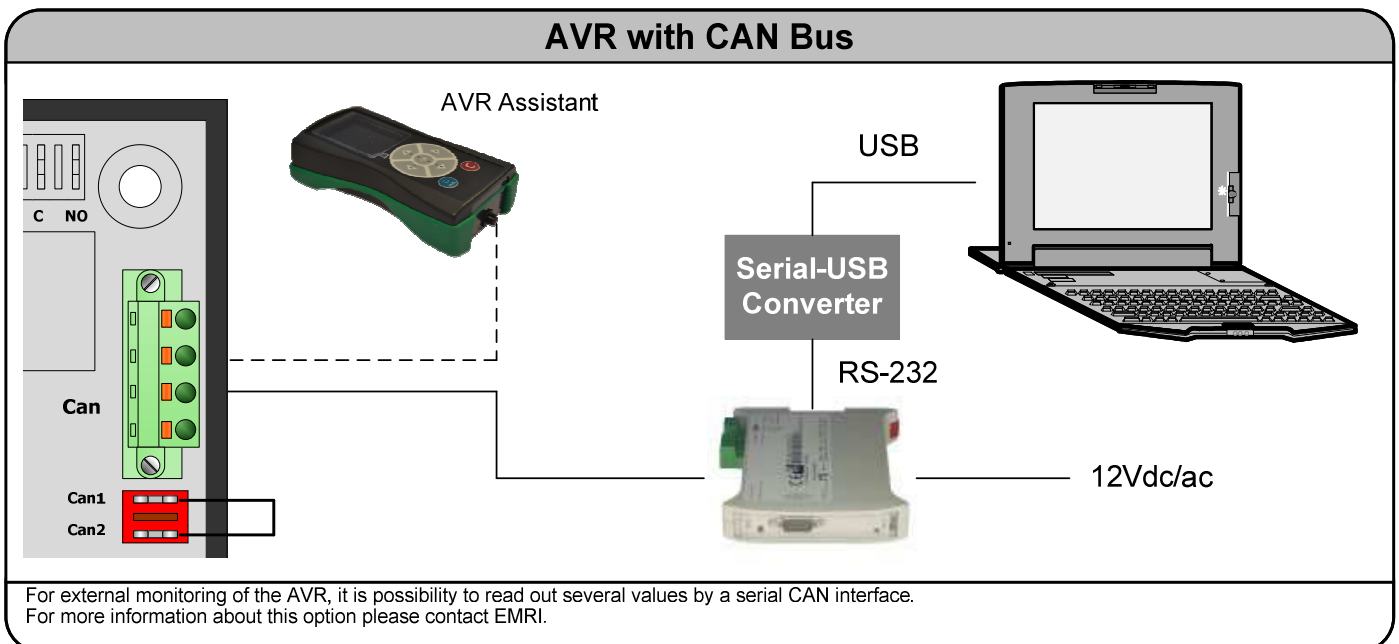 AVR with CAN Bus
AVR Assistant
USB
C NO
Serial-USB
Converter
RS-232
Can
12Vdc/ac
Can1
Can2
For external monitoring of the AVR, it is possibility to read out several values by a serial CAN interface.
For more information about this option please contact EMRI.